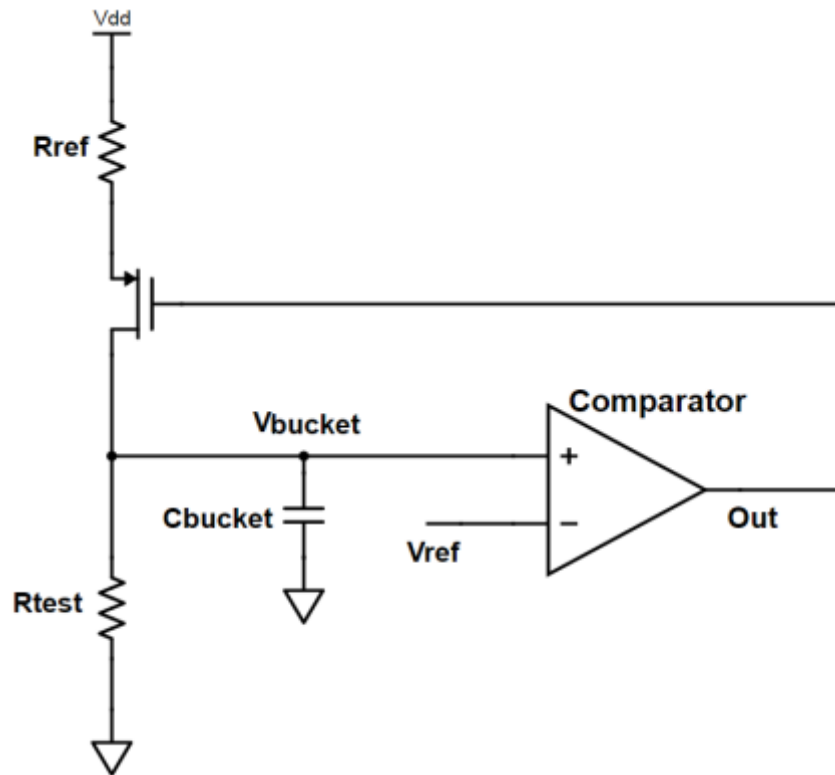 Vdd
Rref
Comparator
Vbucket
+
Cbucket
Out
Vref
−
Rtest